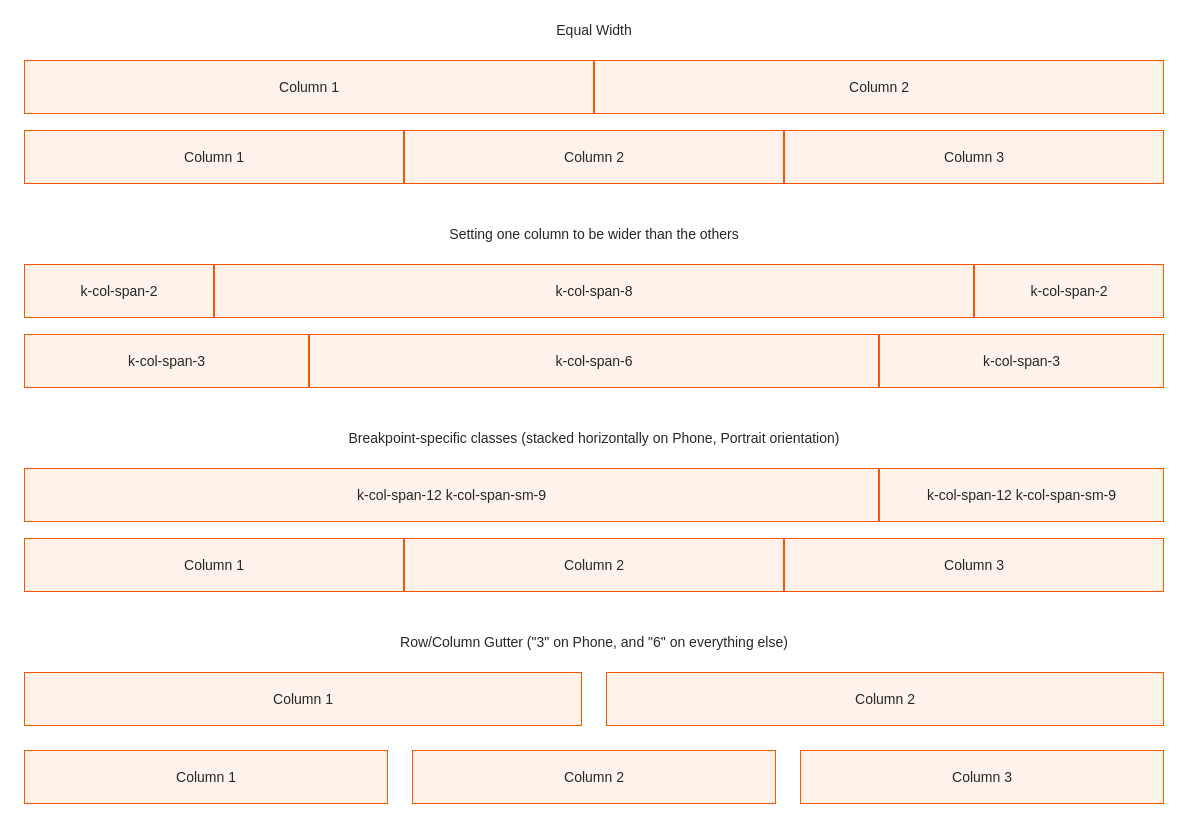 Equal Width
Column 1 Column 2
Column 1 Column 2 Column 3
Setting one column to be wider than the others
k-col-span-2 k-col-span-8 k-col-span-2
k-col-span-3 k-col-span-6 k-col-span-3
Breakpoint-specific classes (stacked horizontally on Phone, Portrait orientation)
k-col-span-12 k-col-span-sm-9 k-col-span-12 k-col-span-sm-9
Column 1 Column 2 Column 3
Row/Column Gutter ("3" on Phone, and "6" on everything else)
Column 1 Column 2
Column 1 Column 2 Column 3